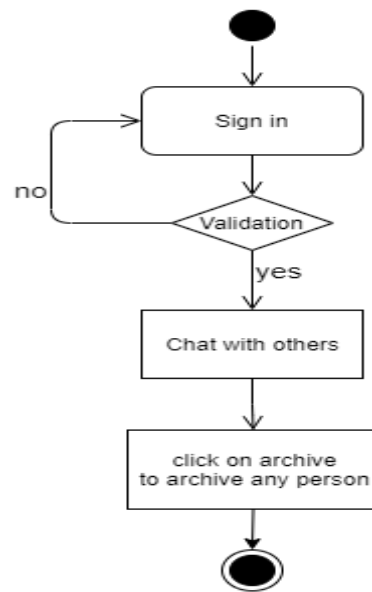 Sign in
no
Validation
yes
Chat with others
click on archive
to archive any person